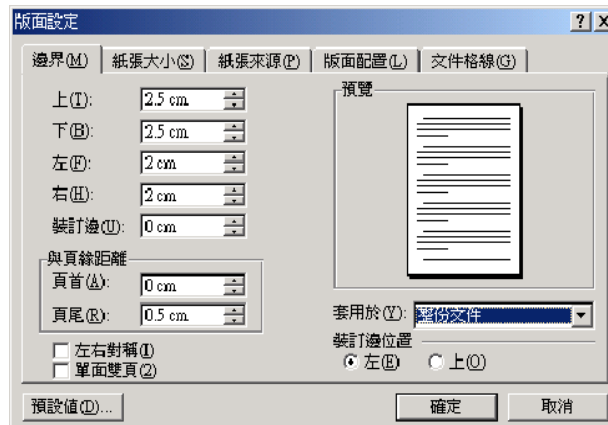 版面設定
邊界(M) 紙張大小(S) 紙張來源(P) 版面配置(L) 文件格線(G)
上(T): 2.5 cm
下(B): 2.5 cm
左(F): 2 cm
右(H): 2 cm
裝訂邊(U): 0 cm
與頁緣距離
頁首(A): 0 cm
頁尾(R): 0.5 cm
左右對稱(I)
單面雙頁(2)
預覽
套用於(Y): 整份文件
裝訂邊位置
左(E) 上(O)
預設值(D)... 確定 取消